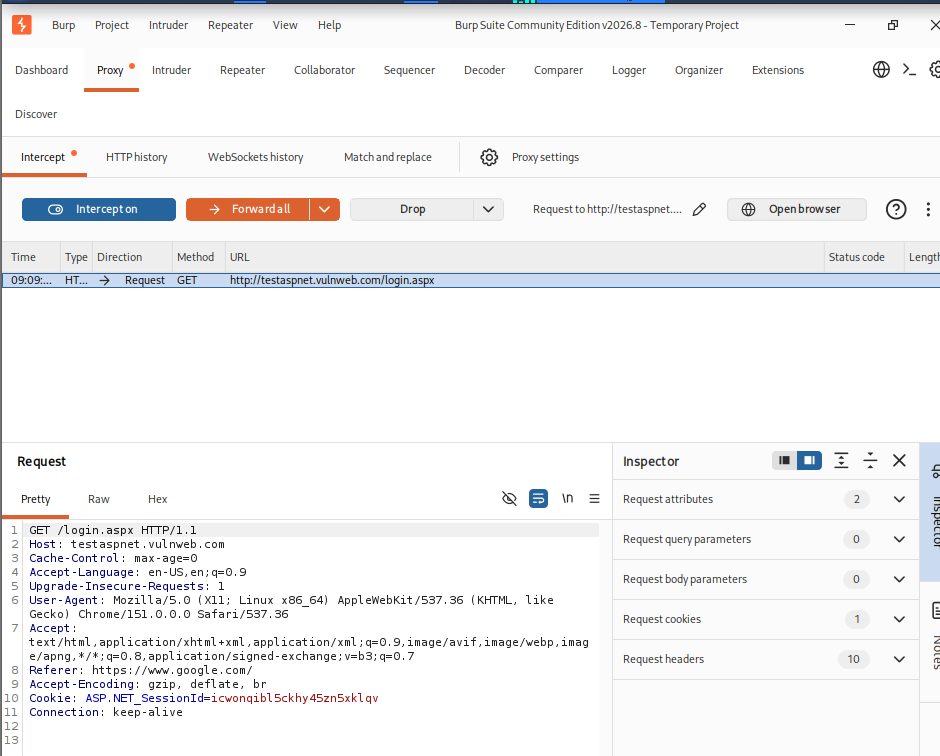 Burp Project Intruder Repeater View Help Burp Suite Community Edition v2026.8 - Temporary Project
Dashboard Proxy Intruder Repeater Collaborator Sequencer Decoder Comparer Logger Organizer Extensions
Discover
Intercept HTTP history WebSockets history Match and replace Proxy settings
Intercept on Forward all Drop Request to http://testaspnet.... Open browser
Time Type Direction Method URL Status code Length
09:09:... HT... Request GET http://testaspnet.vulnweb.com/login.aspx
Request
Inspector
Pretty Raw Hex \n
Request attributes 2
Request query parameters 0
Request body parameters 0
Request cookies 1
Request headers 10
1 GET /login.aspx HTTP/1.1
2 Host: testaspnet.vulnweb.com
3 Cache-Control: max-age=0
4 Accept-Language: en-US,en;q=0.9
5 Upgrade-Insecure-Requests: 1
6 User-Agent: Mozilla/5.0 (X11; Linux x86_64) AppleWebKit/537.36 (KHTML, like
Gecko) Chrome/151.0.0.0 Safari/537.36
7 Accept:
text/html,application/xhtml+xml,application/xml;q=0.9,image/avif,image/webp,imag
e/apng,*/*;q=0.8,application/signed-exchange;v=b3;q=0.7
8 Referer: https://www.google.com/
9 Accept-Encoding: gzip, deflate, br
10 Cookie: ASP.NET_SessionId=icwonqibl5ckhy45zn5xklqv
11 Connection: keep-alive
12
13
Inspector
Notes